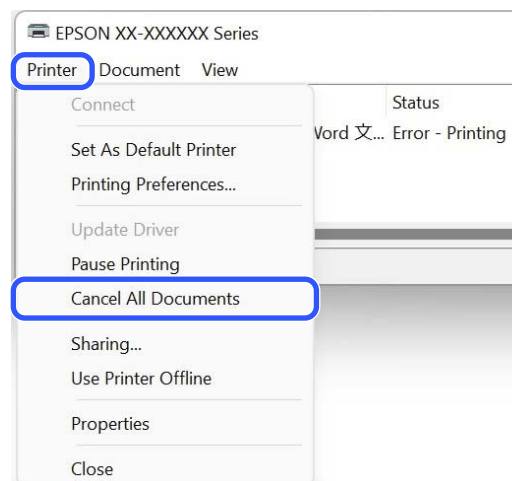 EPSON XX-XXXXXX Series
Printer Document View
Connect
Status
Word 文... Error - Printing
Set As Default Printer
Printing Preferences...
Update Driver
Pause Printing
Cancel All Documents
Sharing...
Use Printer Offline
Properties
Close